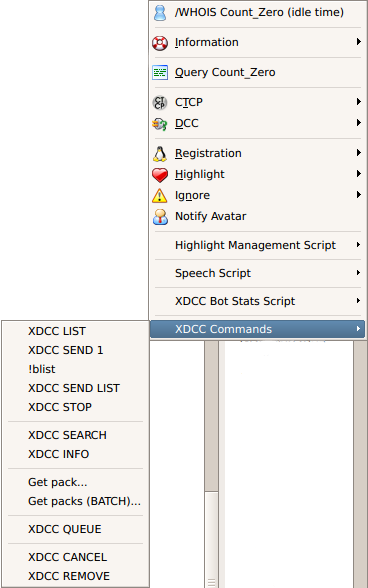 /WHOIS Count_Zero (idle time)
Information
Query Count_Zero
CTCP
DCC
Registration
Highlight
Ignore
Notify Avatar
Highlight Management Script
Speech Script
XDCC Bot Stats Script
XDCC Commands
XDCC LIST
XDCC SEND 1
!blist
XDCC SEND LIST
XDCC STOP
XDCC SEARCH
XDCC INFO
Get pack...
Get packs (BATCH)...
XDCC QUEUE
XDCC CANCEL
XDCC REMOVE